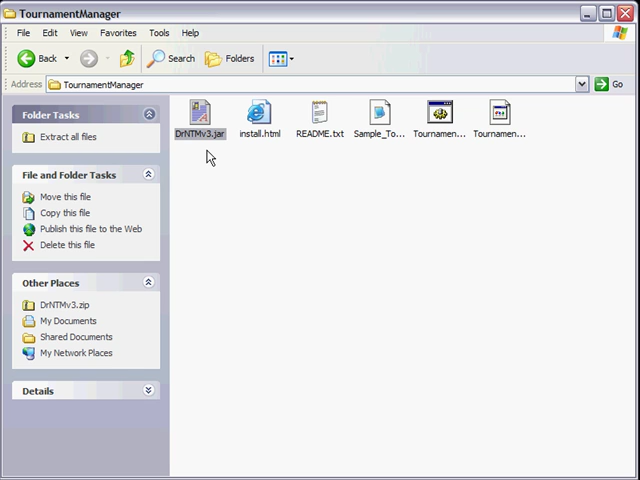 TournamentManager
File Edit View Favorites Tools Help
Back Search Folders
Address TournamentManager Go
Folder Tasks
Extract all files
File and Folder Tasks
Move this file
Copy this file
Publish this file to the Web
Delete this file
Other Places
DrNTMv3.zip
My Documents
Shared Documents
My Network Places
Details
DrNTMv3.jar install.html README.txt Sample_To... Tournamen... Tournamen...